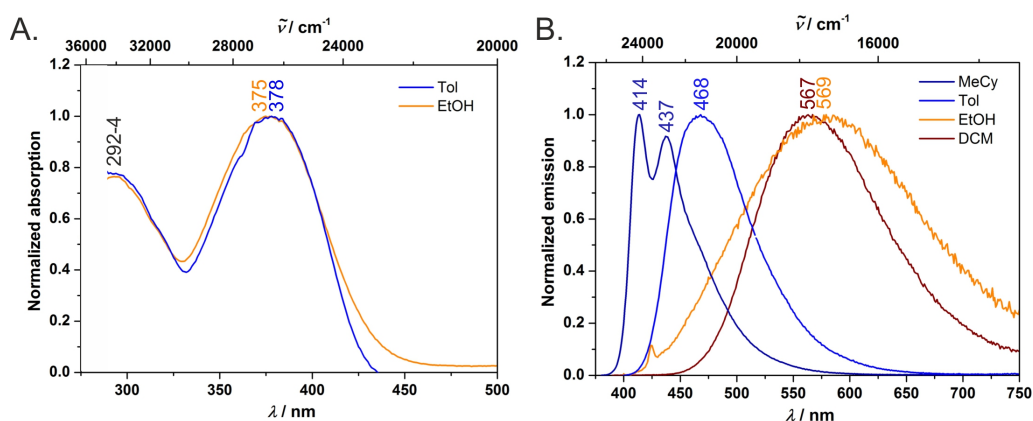 A.
ṽ / cm⁻¹
36000 32000 28000 24000 20000
1.2
1.0
0.8
0.6
0.4
0.2
0.0
Normalized absorption
292-4
375
378
Tol
EtOH
300 350 400 450 500
λ / nm
B.
ṽ / cm⁻¹
24000 20000 16000
1.2
1.0
0.8
0.6
0.4
0.2
0.0
Normalized emission
414
437
468
567
569
MeCy
Tol
EtOH
DCM
400 450 500 550 600 650 700 750
λ / nm